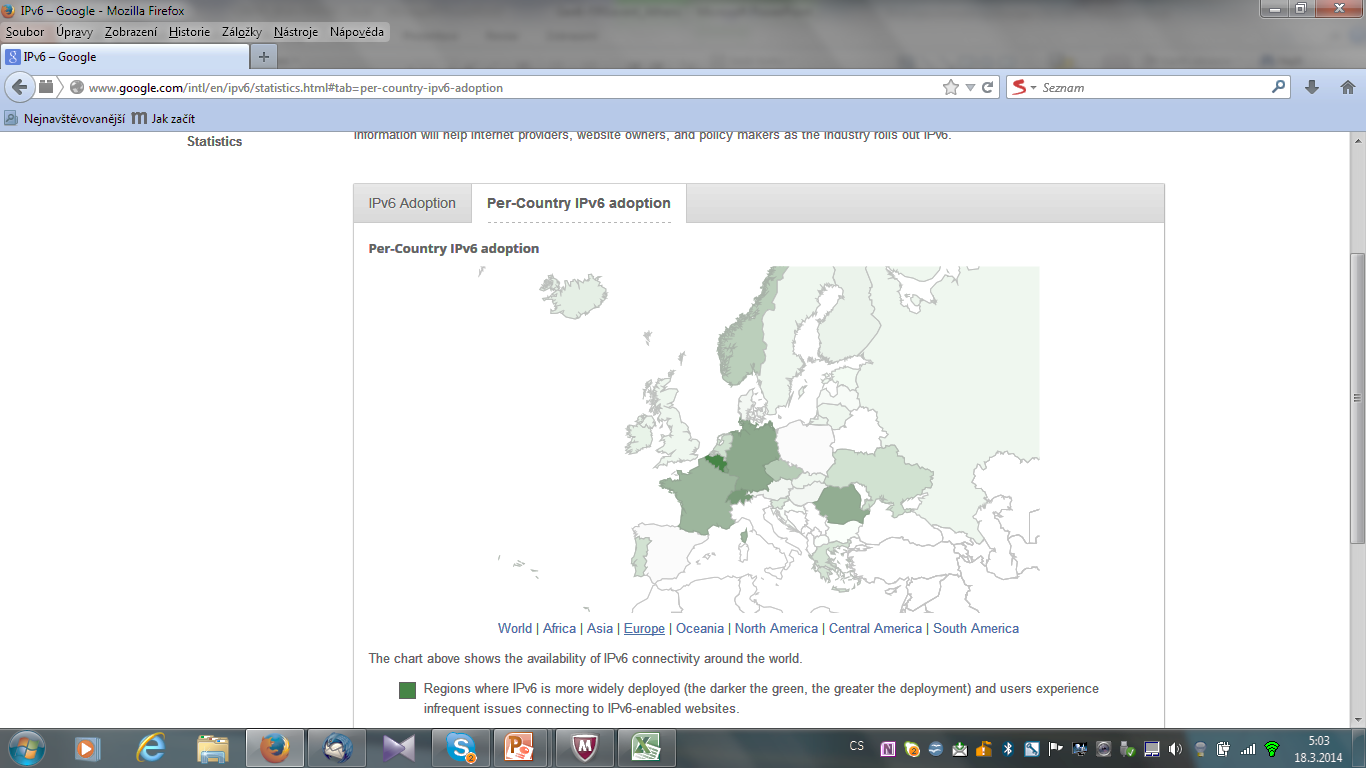 IPv6 – Google - Mozilla Firefox
Soubor Úpravy Zobrazení Historie Záložky Nástroje Nápověda
IPv6 – Google
www.google.com/intl/en/ipv6/statistics.html#tab=per-country-ipv6-adoption
Seznam
Nejnavštěvovanější Jak začít
Statistics
information will help Internet providers, website owners, and policy makers as the industry rolls out IPv6.
IPv6 Adoption
Per-Country IPv6 adoption
Per-Country IPv6 adoption
World | Africa | Asia | Europe | Oceania | North America | Central America | South America
The chart above shows the availability of IPv6 connectivity around the world.
Regions where IPv6 is more widely deployed (the darker the green, the greater the deployment) and users experience
infrequent issues connecting to IPv6-enabled websites.
CS
5:03
18.3.2014